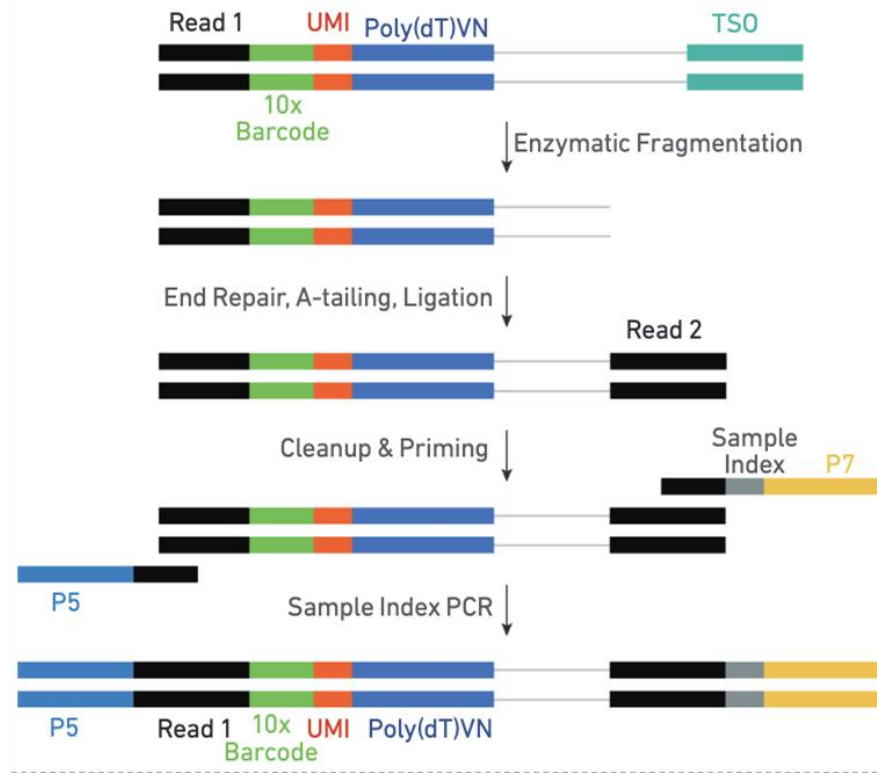 Read 1 UMI Poly(dT)VN TSO
10x
Barcode
Enzymatic Fragmentation
End Repair, A-tailing, Ligation
Read 2
Cleanup & Priming
Sample
Index P7
P5
Sample Index PCR
P5 Read 1 10x UMI Poly(dT)VN
Barcode